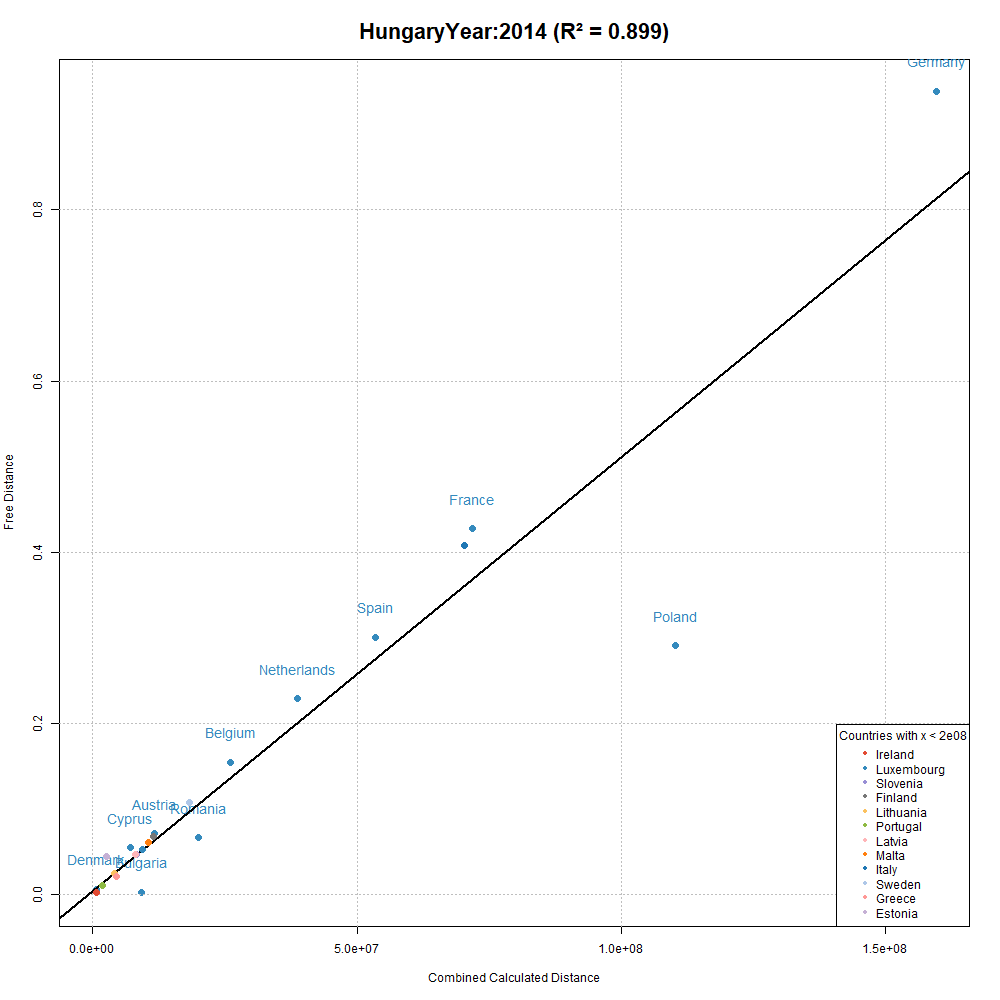 HungaryYear:2014 (R² = 0.899)
Germany
France
Spain
Poland
Netherlands
Belgium
Austria
Romania
Cyprus
Denmark
Bulgaria
Free Distance
0.0
0.2
0.4
0.6
0.8
0.0e+00
5.0e+07
1.0e+08
1.5e+08
Combined Calculated Distance
Countries with x < 2e08
Ireland
Luxembourg
Slovenia
Finland
Lithuania
Portugal
Latvia
Malta
Italy
Sweden
Greece
Estonia